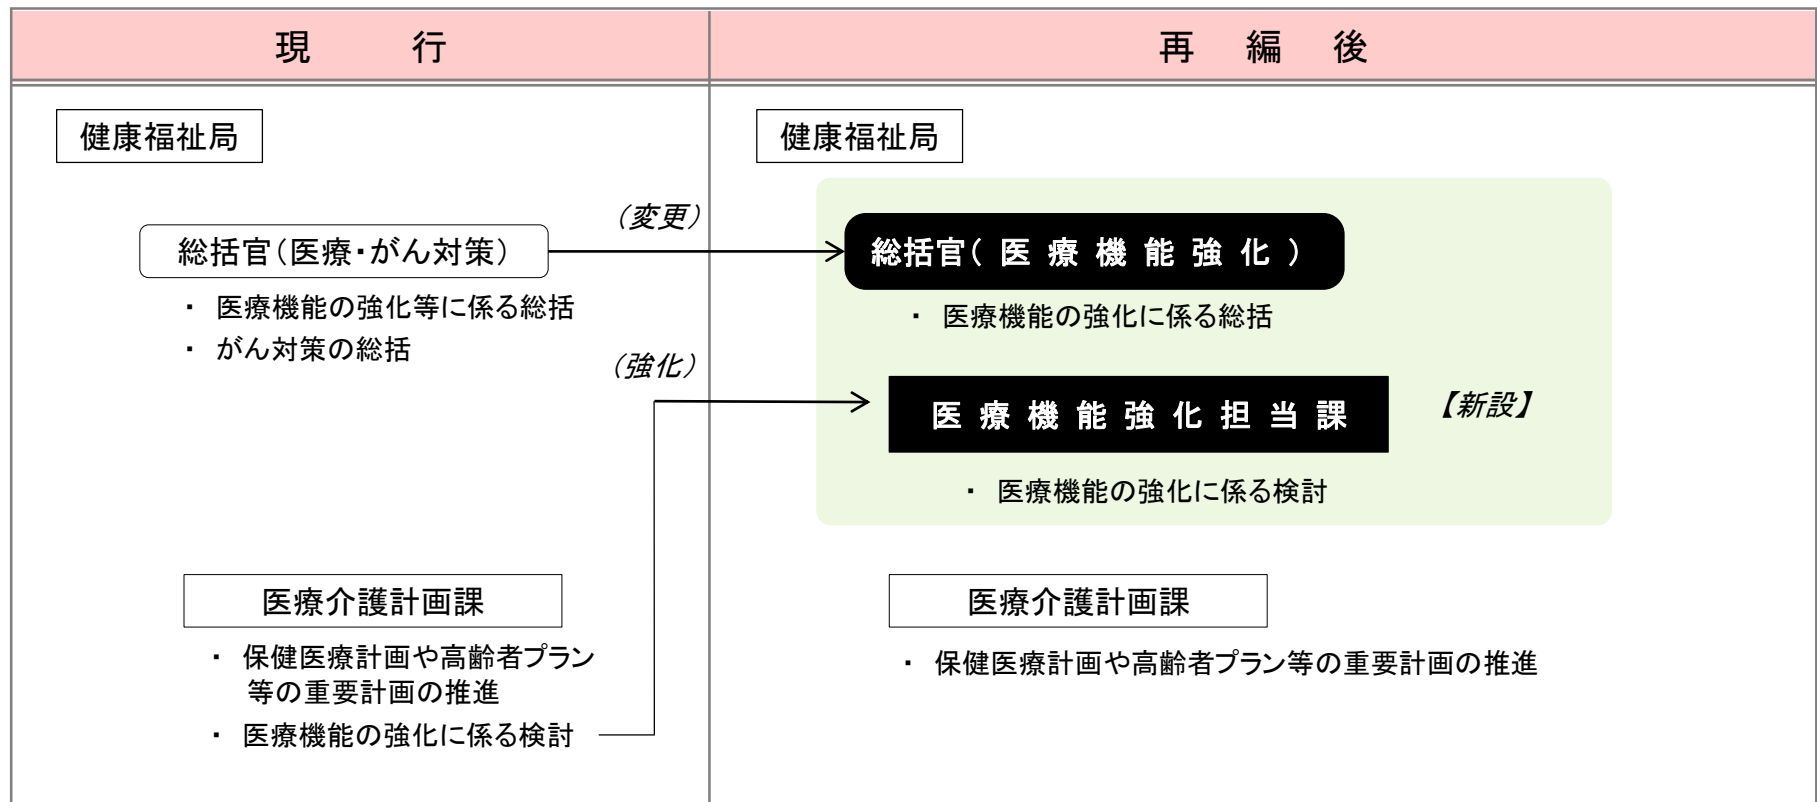 現　行
再　編　後
健康福祉局
総括官（医療・がん対策）
・ 医療機能の強化等に係る総括
・ がん対策の総括
（変更）
（強化）
医療介護計画課
・ 保健医療計画や高齢者プラン
等の重要計画の推進
・ 医療機能の強化に係る検討
健康福祉局
総括官（ 医 療 機 能 強 化 ）
・ 医療機能の強化に係る総括
医 療 機 能 強 化 担 当 課
【新設】
・ 医療機能の強化に係る検討
医療介護計画課
・ 保健医療計画や高齢者プラン等の重要計画の推進